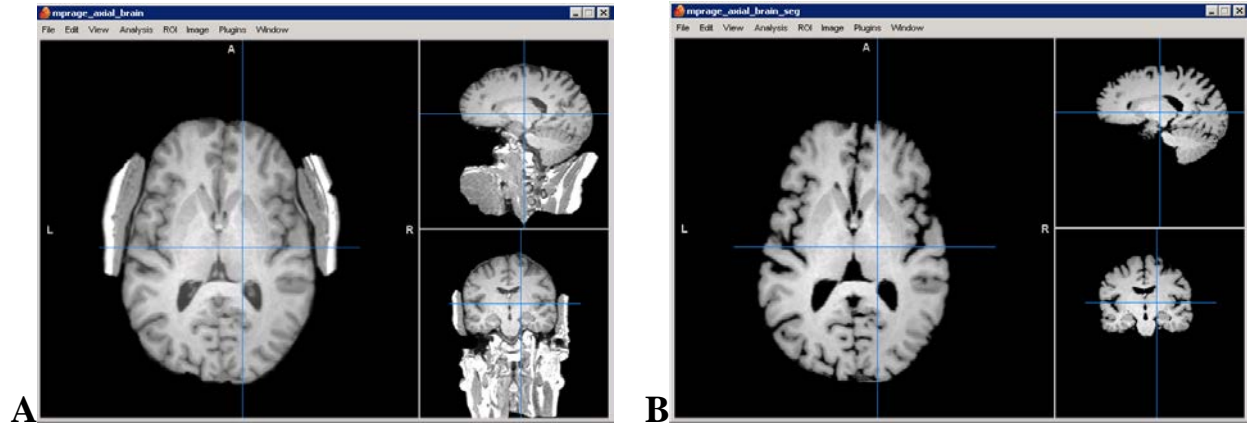 mprage_axial_brain
File Edit View Analysis ROI Image Plugins Window
A
L
R
A
mprage_axial_brain_seg
File Edit View Analysis ROI Image Plugins Window
A
L
R
B